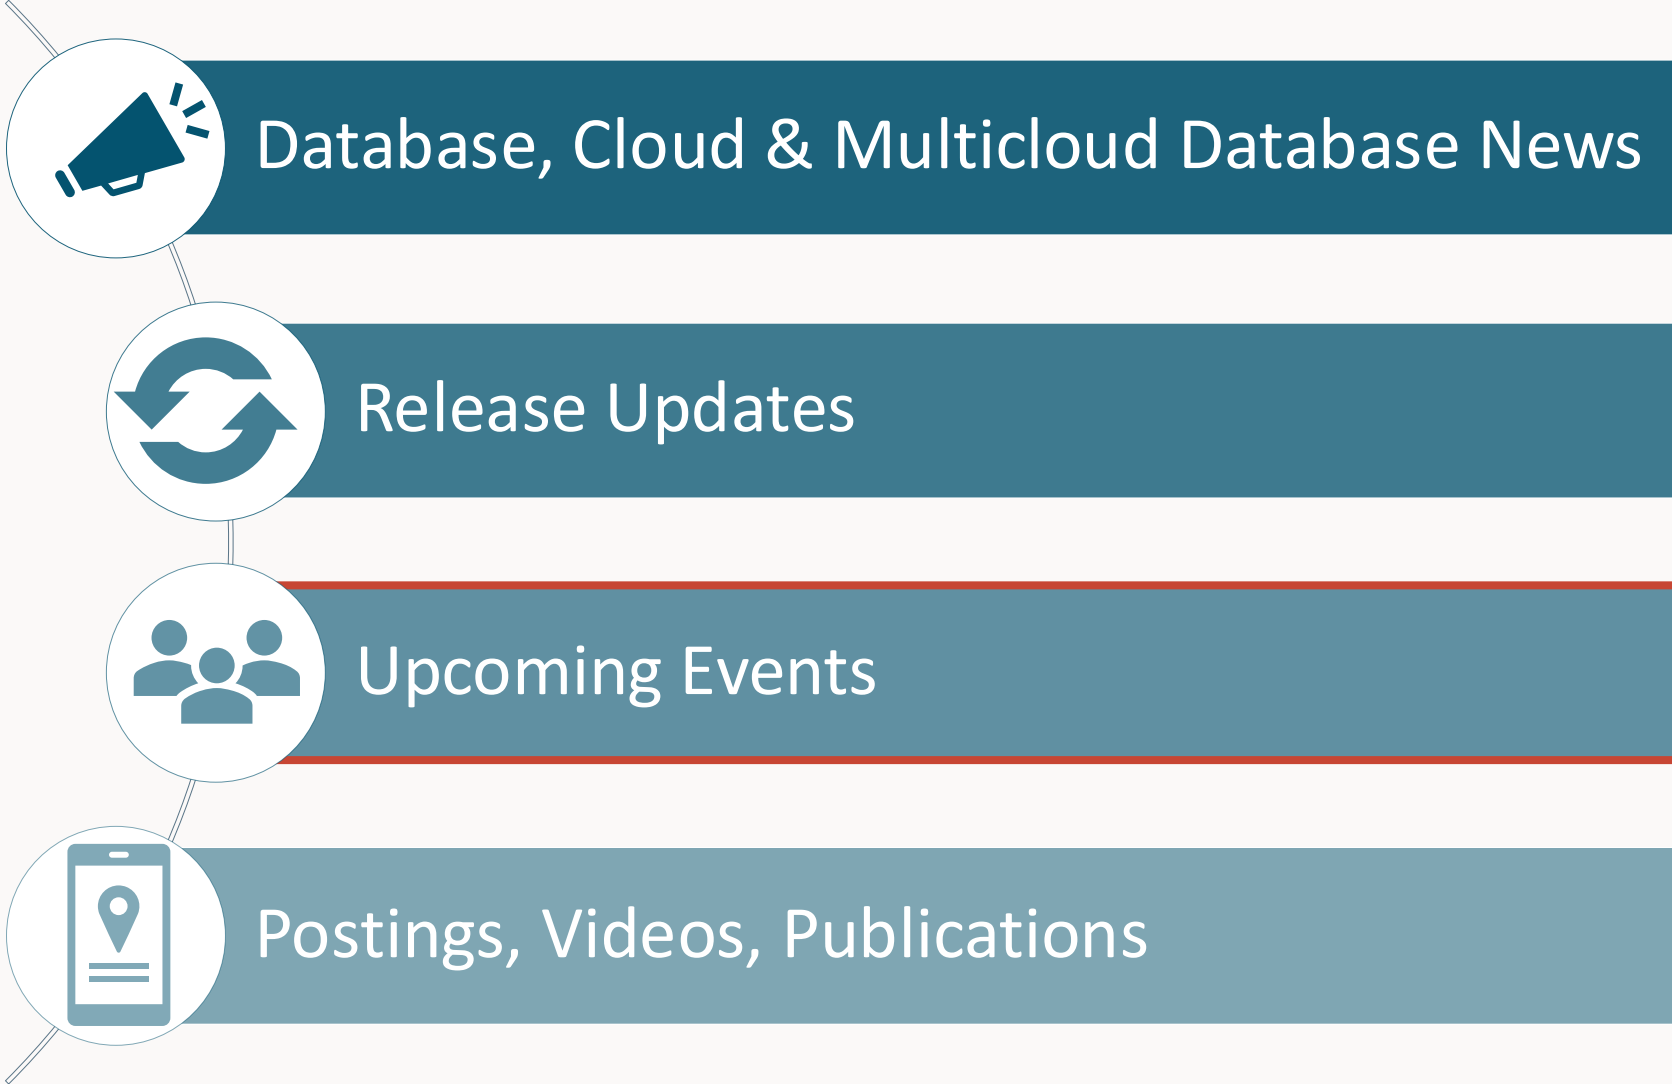 Database, Cloud & Multicloud Database News
Release Updates
Upcoming Events
Postings, Videos, Publications